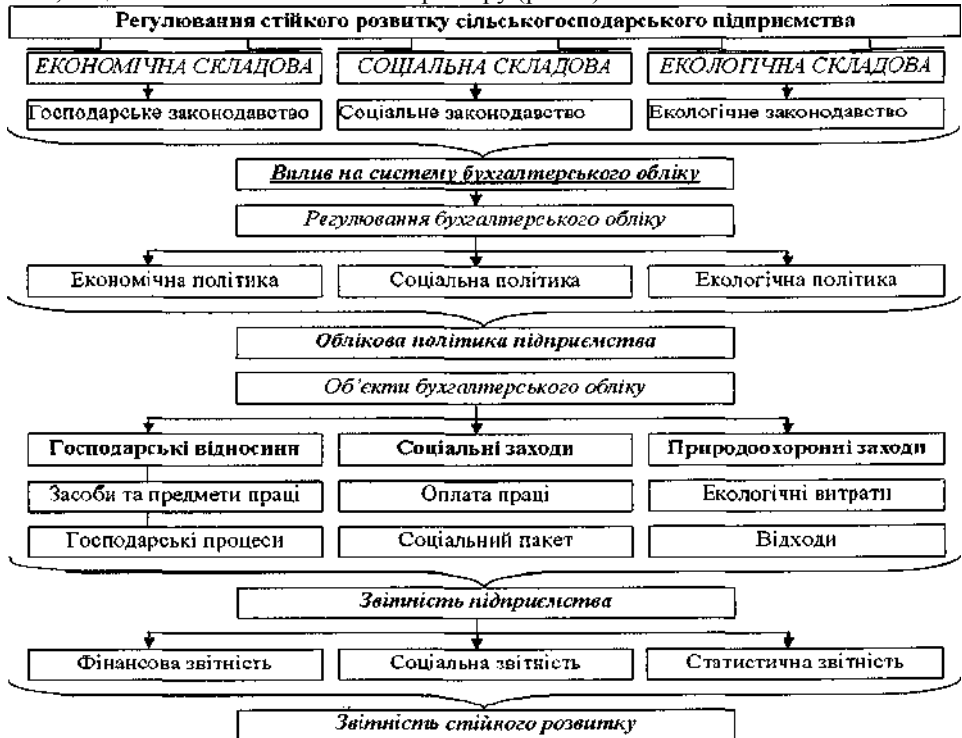 Регулювання стійкого розвитку сільськогосподарського підприємства
ЕКОНОМІЧНА СКЛАДОВА СОЦІАЛЬНА СКЛАДОВА ЕКОЛОГІЧНА СКЛАДОВА
Господарське законодавство Соціальне законодавство Екологічне законодавство
Вплив на систему бухгалтерського обліку
Регулювання бухгалтерського обліку
Економічна політика Соціальна політика Екологічна політика
Облікова політика підприємства
Об’єкти бухгалтерського обліку
Господарські відносини Соціальні заходи Природоохоронні заходи
Засоби та предмети праці Оплата праці Екологічні витрати
Господарські процеси Соціальний пакет Відходи
Звітність підприємства
Фінансова звітність Соціальна звітність Статистична звітність
Звітність стійкого розвитку